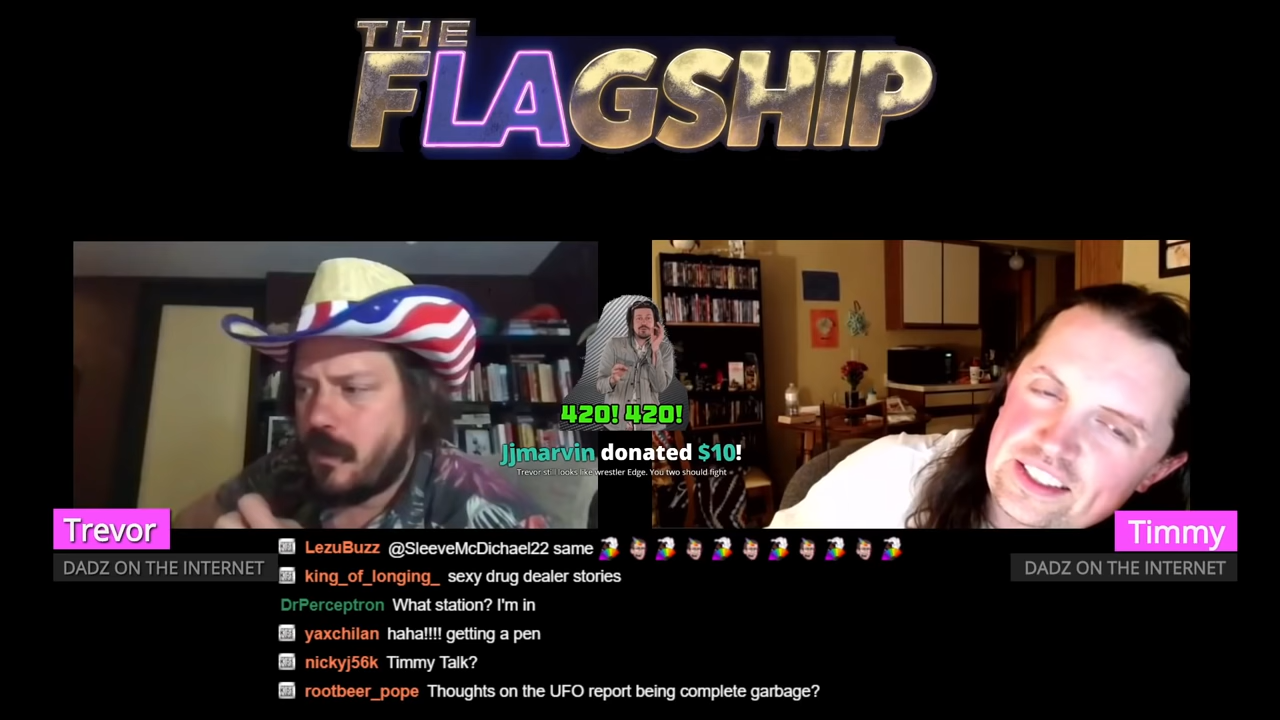 THE
FLAGSHIP
420! 420!
Jjmarvin donated $10!
Trevor still looks like wrestler Edge. You two should fight
Trevor
DADZ ON THE INTERNET
Timmy
DADZ ON THE INTERNET
LezuBuzz @SleeveMcDichael22 same
king_of_longing_ sexy drug dealer stories
DrPerceptron What station? I'm in
yaxchilan haha!!!! getting a pen
nickyj56k Timmy Talk?
rootbeer_pope Thoughts on the UFO report being complete garbage?